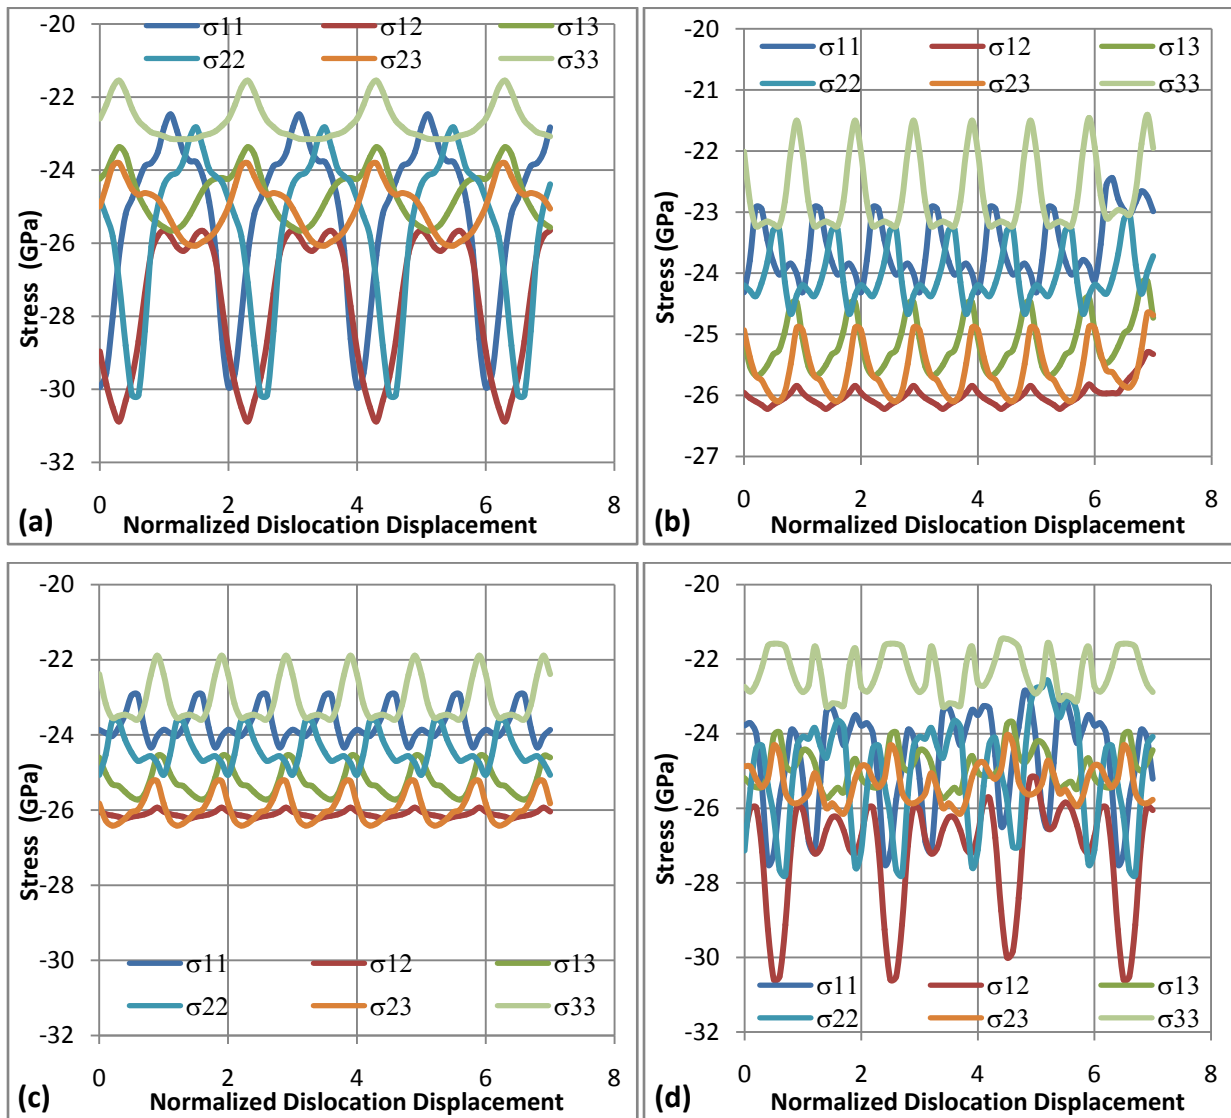 -20
σ11 σ12 σ13
σ22 σ23 σ33
-22
-24
-26
-28
-30
-32
Stress (GPa)
0 2 4 6 8
(a) Normalized Dislocation Displacement
-20
σ11 σ12 σ13
σ22 σ23 σ33
-21
-22
-23
-24
-25
-26
-27
Stress (GPa)
0 2 4 6 8
(b) Normalized Dislocation Displacement
-20
-22
-24
-26
-28
-30
-32
Stress (GPa)
σ11 σ12 σ13
σ22 σ23 σ33
0 2 4 6 8
(c) Normalized Dislocation Displacement
-20
-22
-24
-26
-28
-30
-32
Stress (GPa)
σ11 σ12 σ13
σ22 σ23 σ33
0 2 4 6 8
(d) Normalized Dislocation Displacement